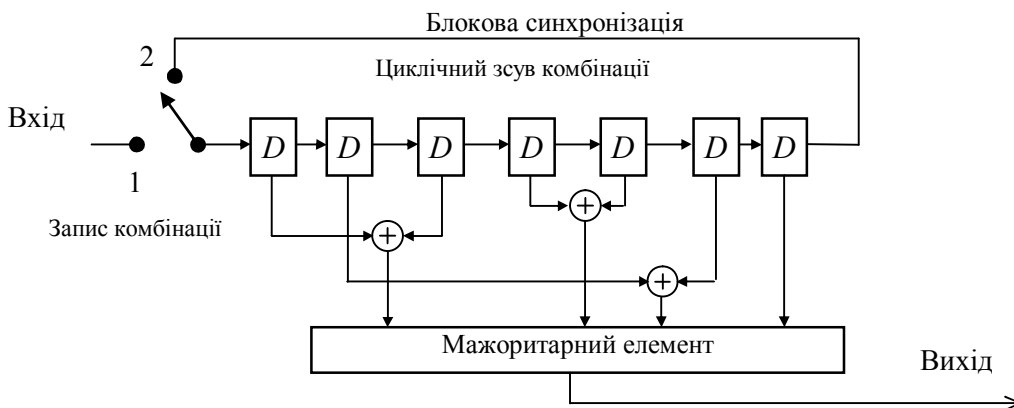 Блокова синхронізація
2
Циклічний зсув комбінації
Вхід
D D D D D D D
1
Запис комбінації
Мажоритарний елемент
Вихід